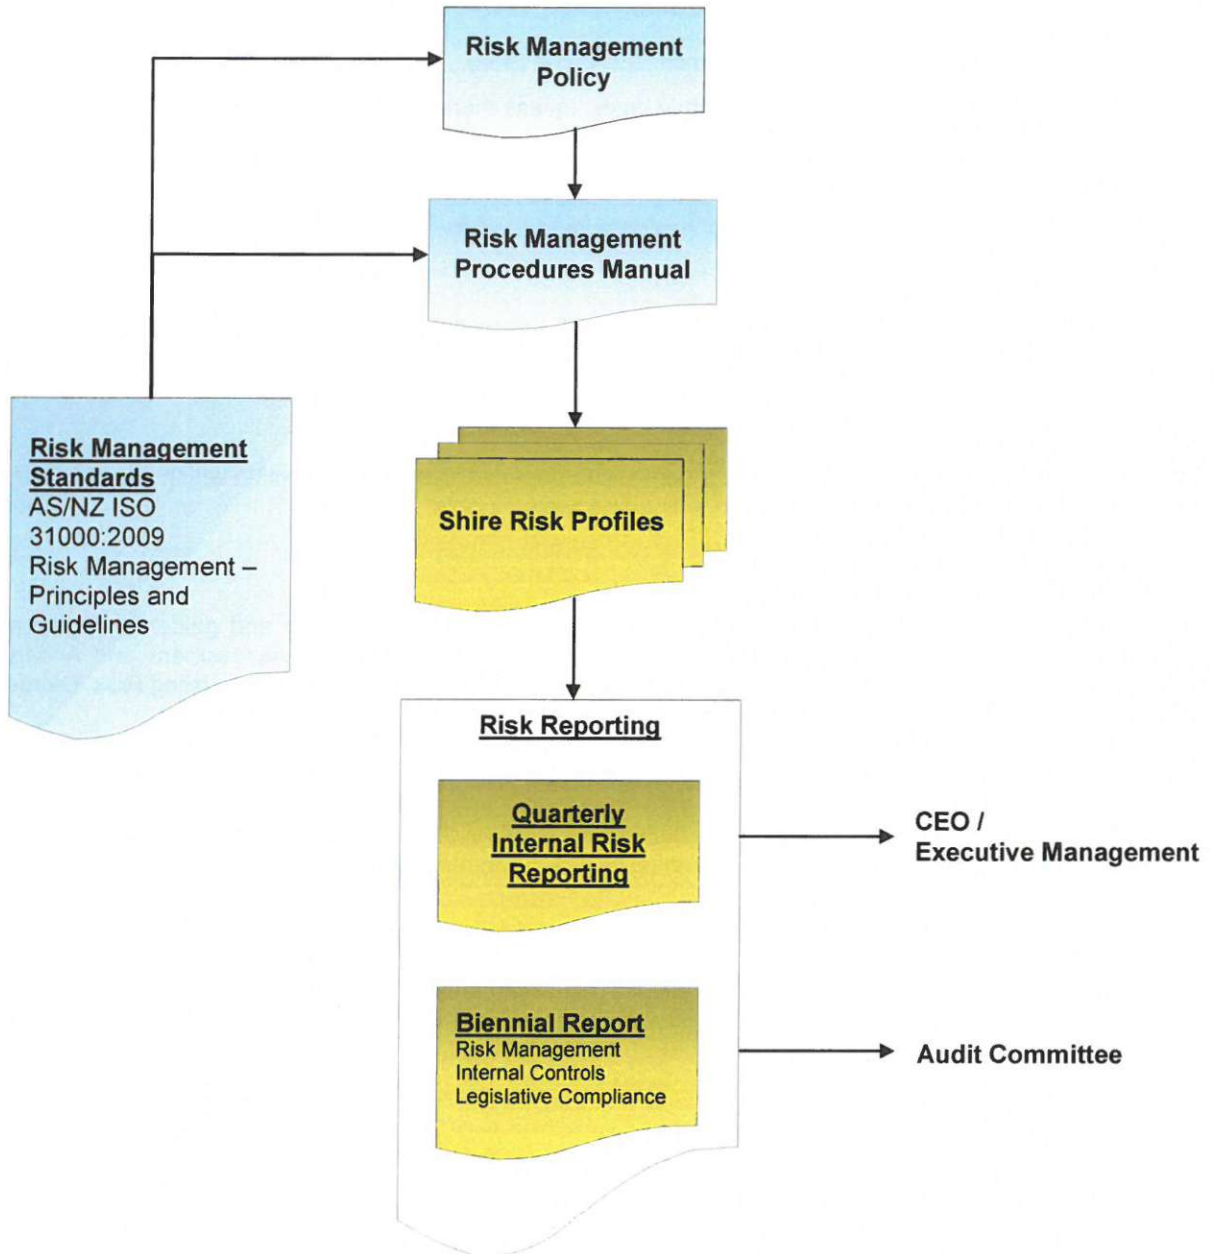 Risk Management
Policy
Risk Management
Procedures Manual
Risk Management
Standards
AS/NZ ISO
31000:2009
Risk Management –
Principles and
Guidelines
Shire Risk Profiles
Risk Reporting
Quarterly
Internal Risk
Reporting
CEO /
Executive Management
Biennial Report
Risk Management
Internal Controls
Legislative Compliance
Audit Committee